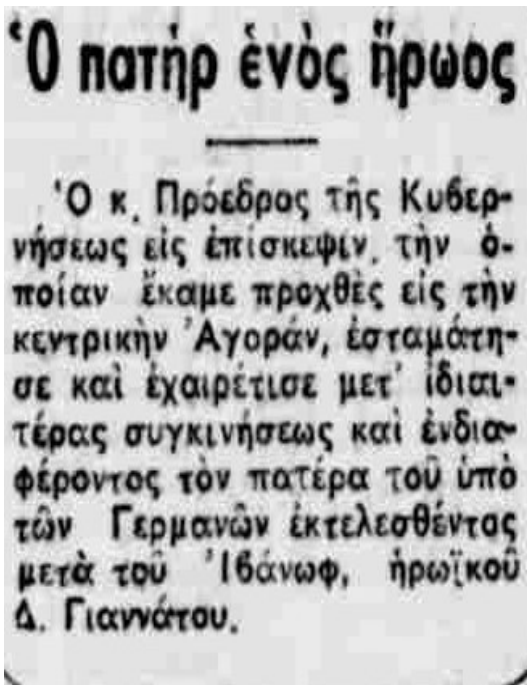 Ὁ πατὴρ ἑνὸς ἥρωος
Ὁ κ. Πρόεδρος τῆς Κυβερ-
νήσεως εἰς ἐπίσκεψιν, τὴν ὁ-
ποίαν ἔκαμε προχθὲς εἰς τὴν
κεντρικὴν Ἀγοράν, ἐσταμάτη-
σε καὶ ἐχαιρέτισε μετ' ἰδιαι-
τέρας συγκινήσεως καὶ ἐνδια-
φέροντος τὸν πατέρα τοῦ ὑπὸ
τῶν Γερμανῶν ἐκτελεσθέντος
μετὰ τοῦ Ἰβάνωφ, ἡρωϊκοῦ
Δ. Γιαννάτου.